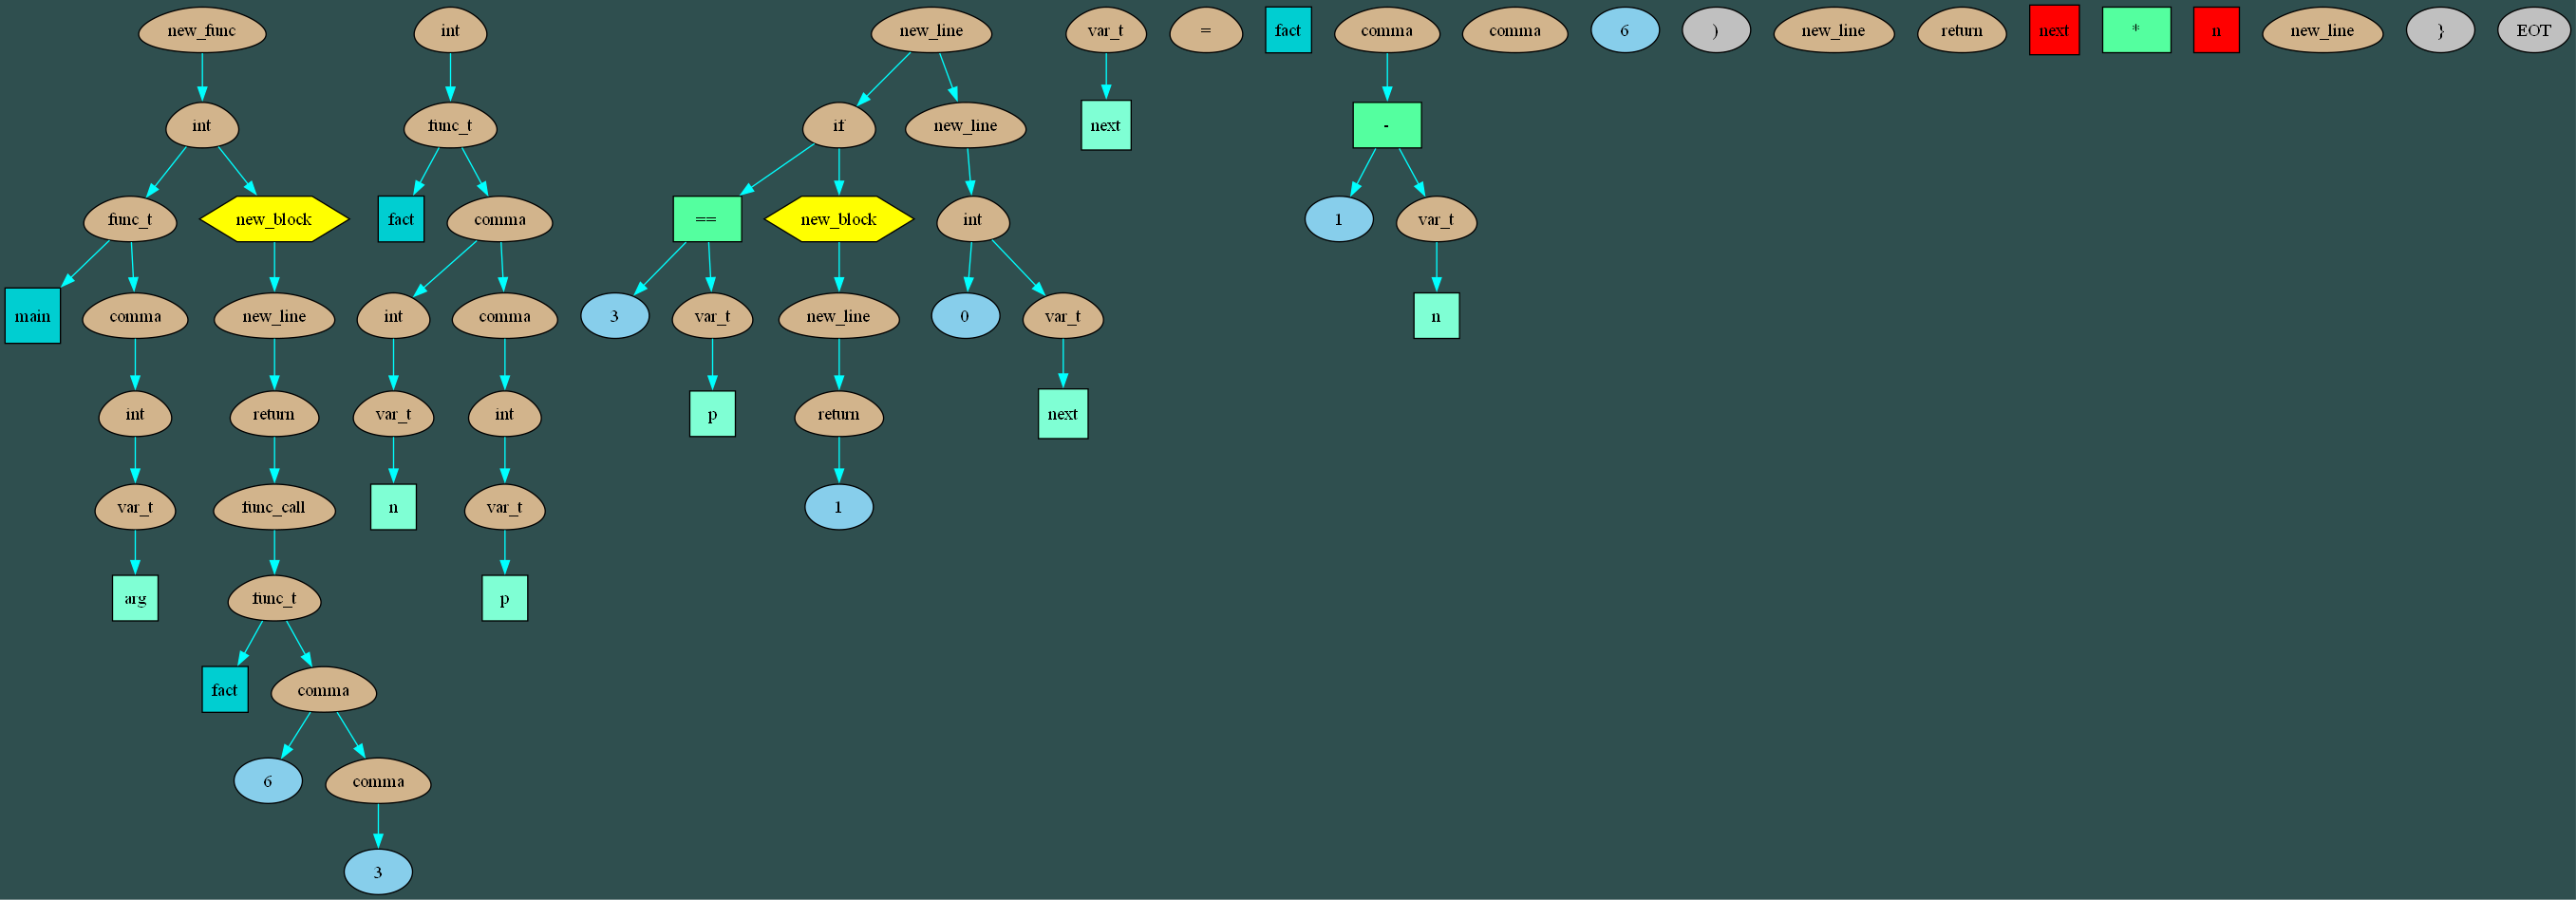 new_func int new_line var_t = fact comma comma 6 ) new_line return next * n new_line } EOT
int func_t if new_line next -
func_t new_block fact comma == new_block int 1 var_t
main comma new_line int comma 3 var_t new_line 0 var_t n
int return var_t int p return next
var_t func_call n var_t 1
arg func_t p
fact comma
6 comma
3